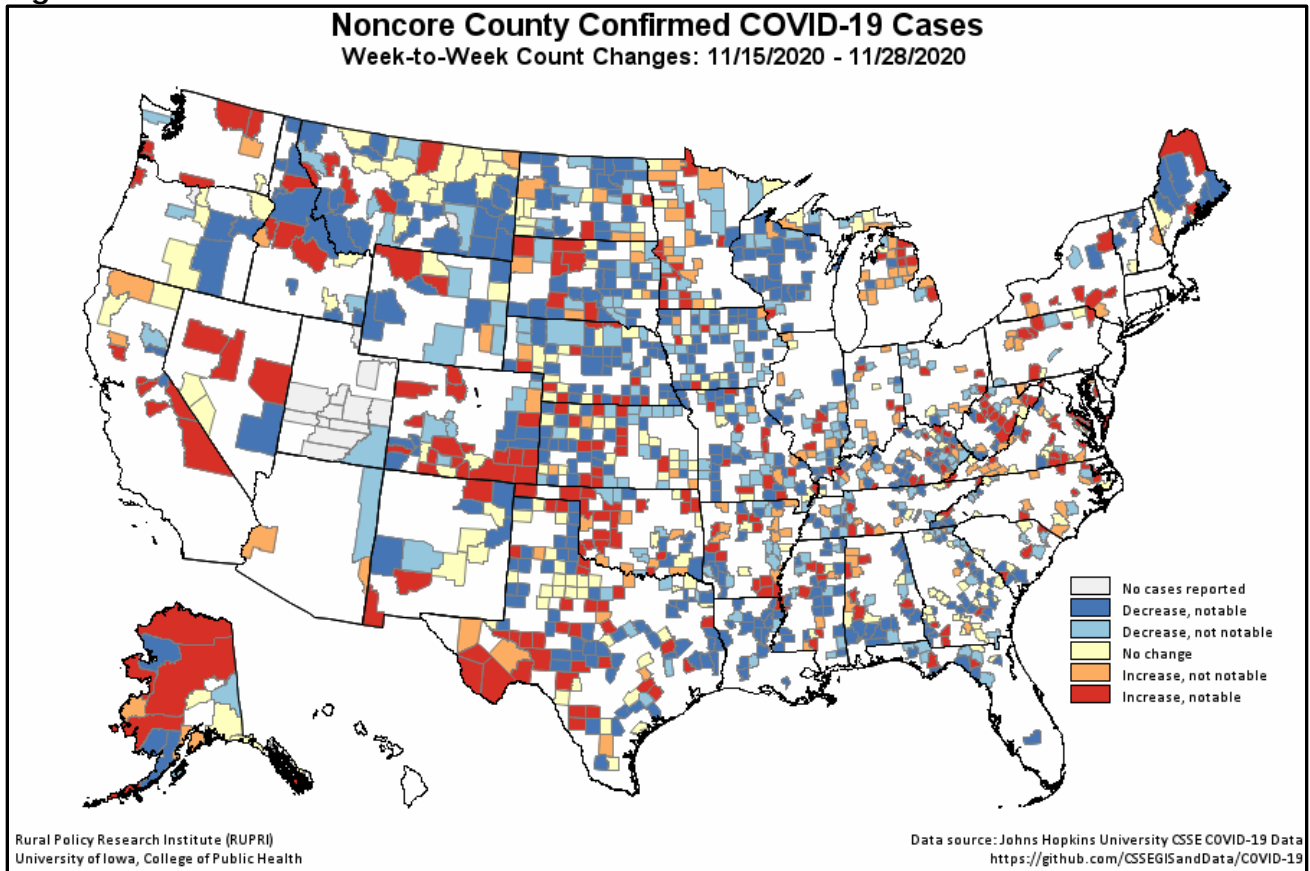 Noncore County Confirmed COVID-19 Cases
Week-to-Week Count Changes: 11/15/2020 - 11/28/2020
No cases reported
Decrease, notable
Decrease, not notable
No change
Increase, not notable
Increase, notable
Rural Policy Research Institute (RUPRI)
University of Iowa, College of Public Health
Data source: Johns Hopkins University CSSE COVID-19 Data
https://github.com/CSSEGISandData/COVID-19